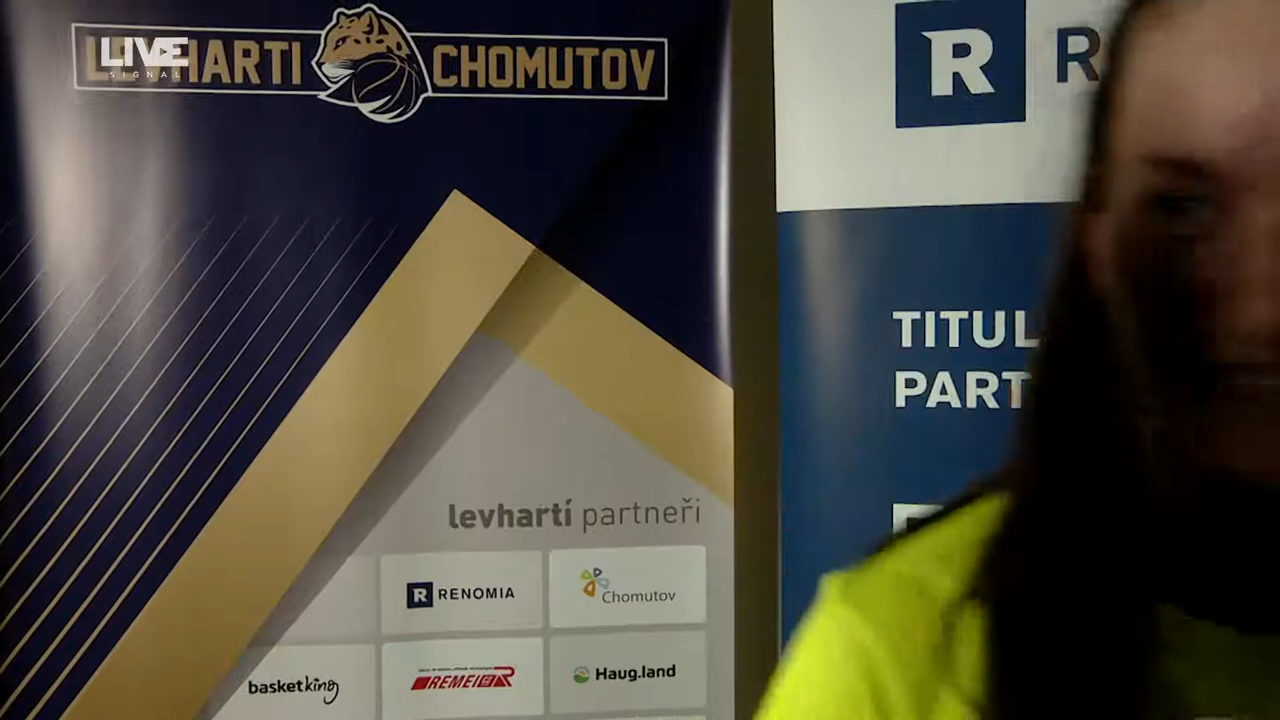 LIVE
SIGNAL
LEVHARTI CHOMUTOV
R R
TITUL
PART
levhartí partneři
R RENOMIA
Chomutov
basketking
REMEI
Haug.land